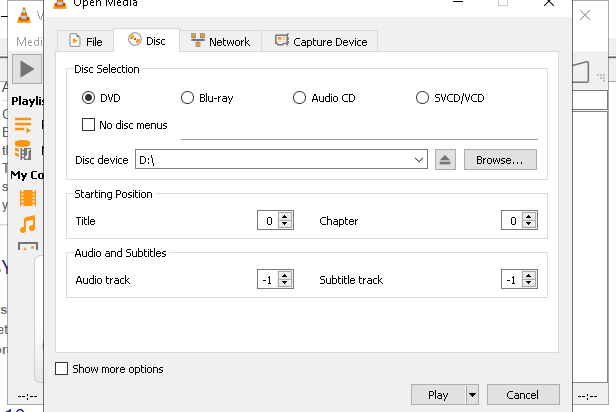 Open Media
Medi
File
Disc
Network
Capture Device
Disc Selection
DVD
Blu-ray
Audio CD
SVCD/VCD
No disc menus
Disc device
D:\
Browse...
Starting Position
Title
0
Chapter
0
Audio and Subtitles
Audio track
-1
Subtitle track
-1
Show more options
Play
Cancel
Playlis
My Co
--:--
--:--